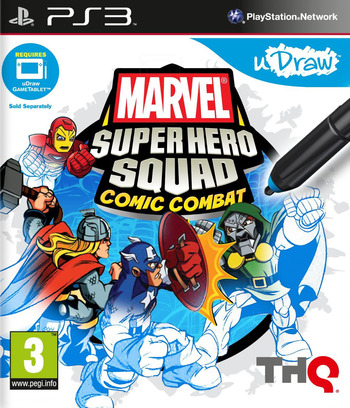 PS3
PlayStation®Network
REQUIRES
uDraw
GAMETABLET™
Sold Separately
uDraw
MARVEL
SUPER HERO
SQUAD
COMIC COMBAT
3
www.pegi.info
THQ